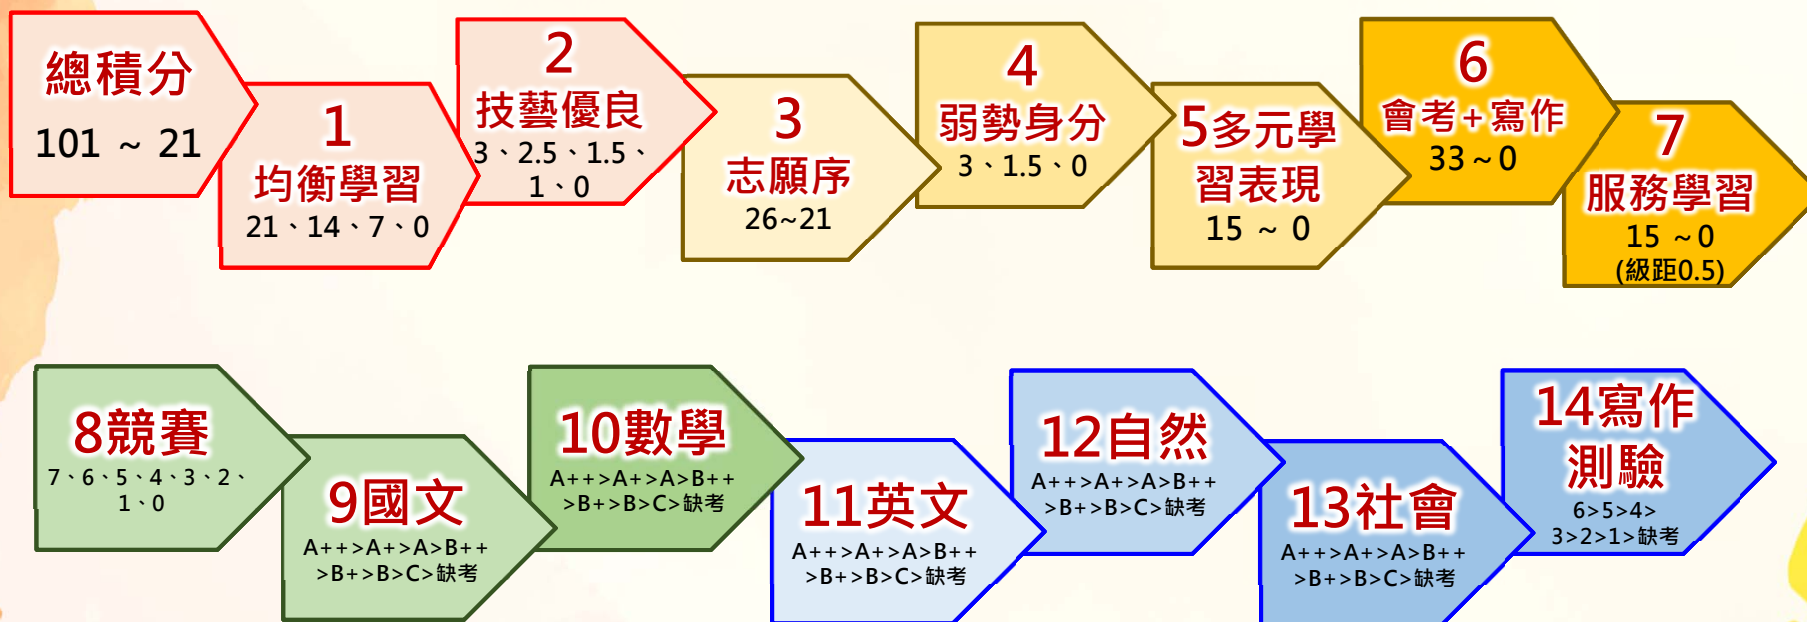 總積分
101 ~ 21
1
均衡學習
21、14、7、0
2
技藝優良
3、2.5、1.5、
1、0
3
志願序
26~21
4
弱勢身分
3、1.5、0
5多元學
習表現
15 ~ 0
6
會考+寫作
33~0
7
服務學習
15 ~0
(級距0.5)
8競賽
7、6、5、4、3、2、
1、0
9國文
A++>A+>A>B++
>B+>B>C>缺考
10數學
A++>A+>A>B++
>B+>B>C>缺考
11英文
A++>A+>A>B++
>B+>B>C>缺考
12自然
A++>A+>A>B++
>B+>B>C>缺考
13社會
A++>A+>A>B++
>B+>B>C>缺考
14寫作
測驗
6>5>4>
3>2>1>缺考